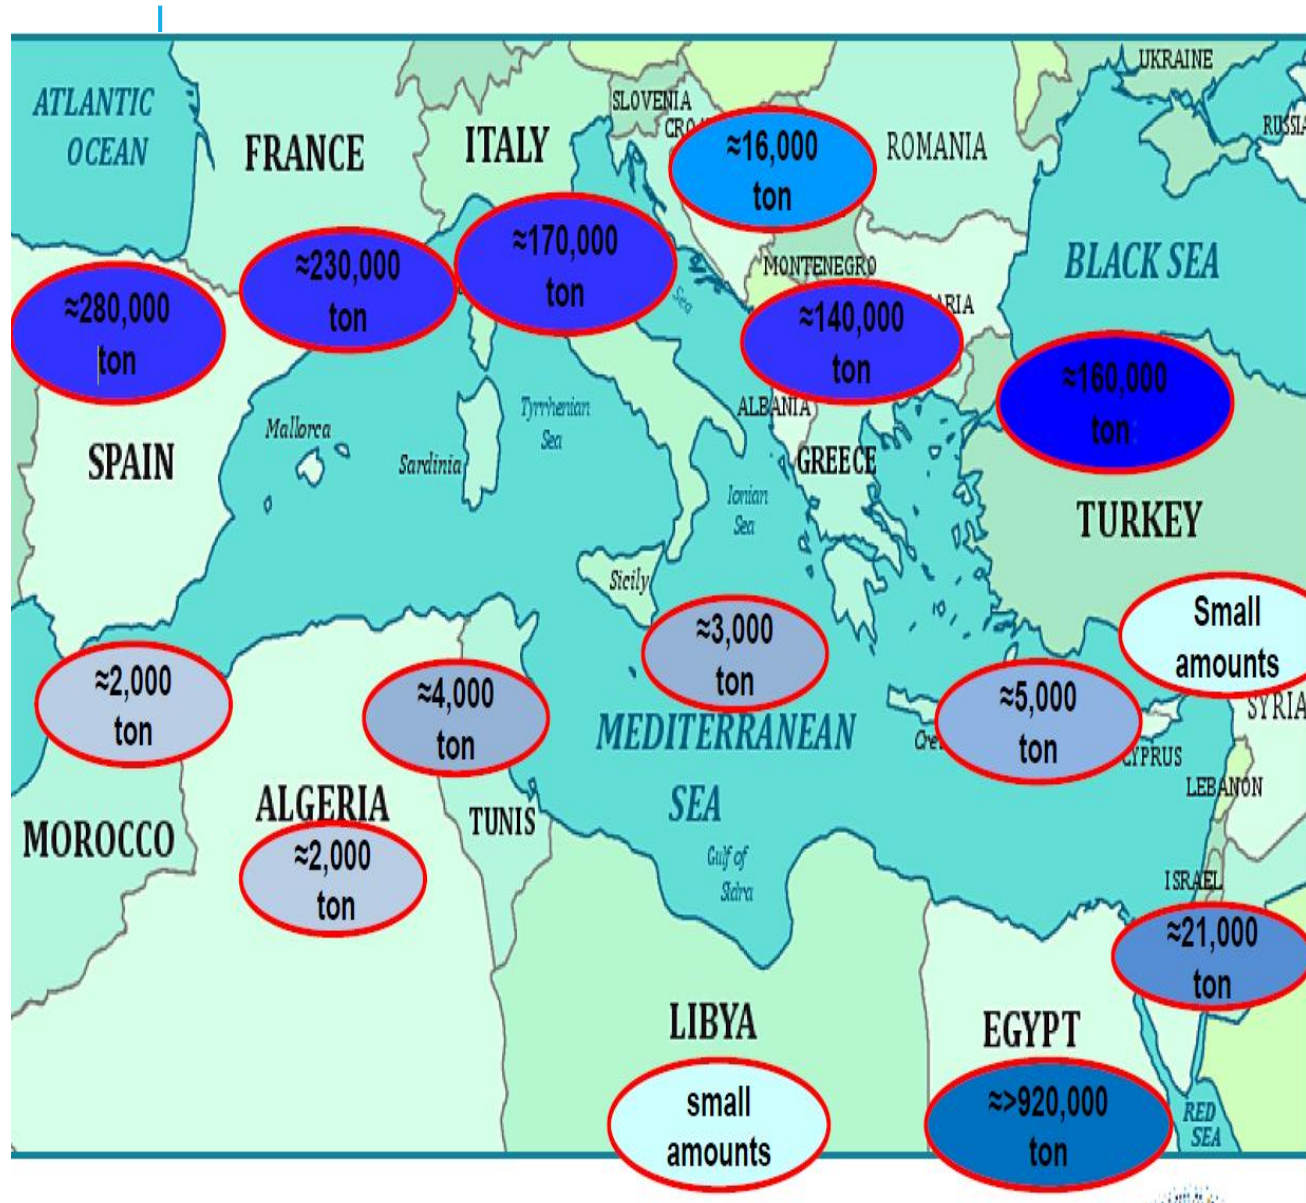 UKRAINE
ATLANTIC
OCEAN
FRANCE
ITALY
SLOVENIA
≈16,000
ton
ROMANIA
RUSSIA
≈280,000
ton
≈230,000
ton
≈170,000
ton
Sea
MONTENEGRO
≈140,000
ton
ARIA
BLACK SEA
≈160,000
ton
SPAIN
Mallorca
Sardinia
Tyrrhenian
Sea
ALBANIA
GREECE
Ionian
Sea
TURKEY
Sicily
≈2,000
ton
≈4,000
ton
≈3,000
ton
≈5,000
ton
Small
amounts
MEDITERRANEAN
SEA
CYPRUS
SYRIA
LEBANON
MOROCCO
ALGERIA
≈2,000
ton
TUNIS
Gulf of
Sidra
ISRAEL
≈21,000
ton
LIBYA
small
amounts
EGYPT
≈>920,000
ton
RED
SEA